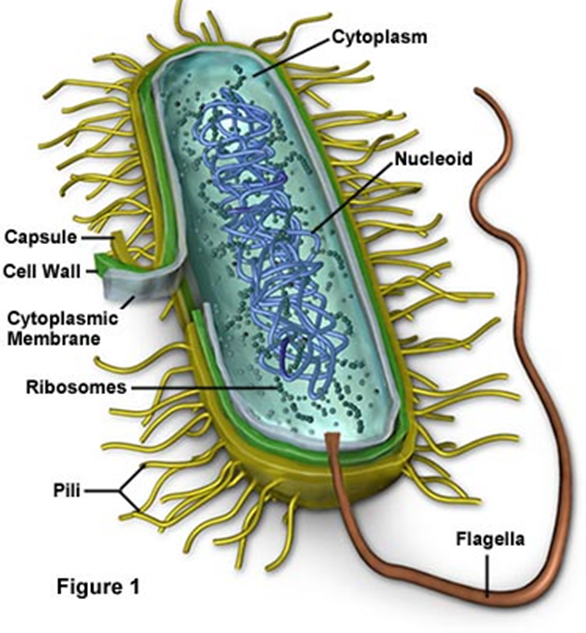 Cytoplasm
Nucleoid
Capsule
Cell Wall
Cytoplasmic
Membrane
Ribosomes
Pili
Flagella
Figure 1